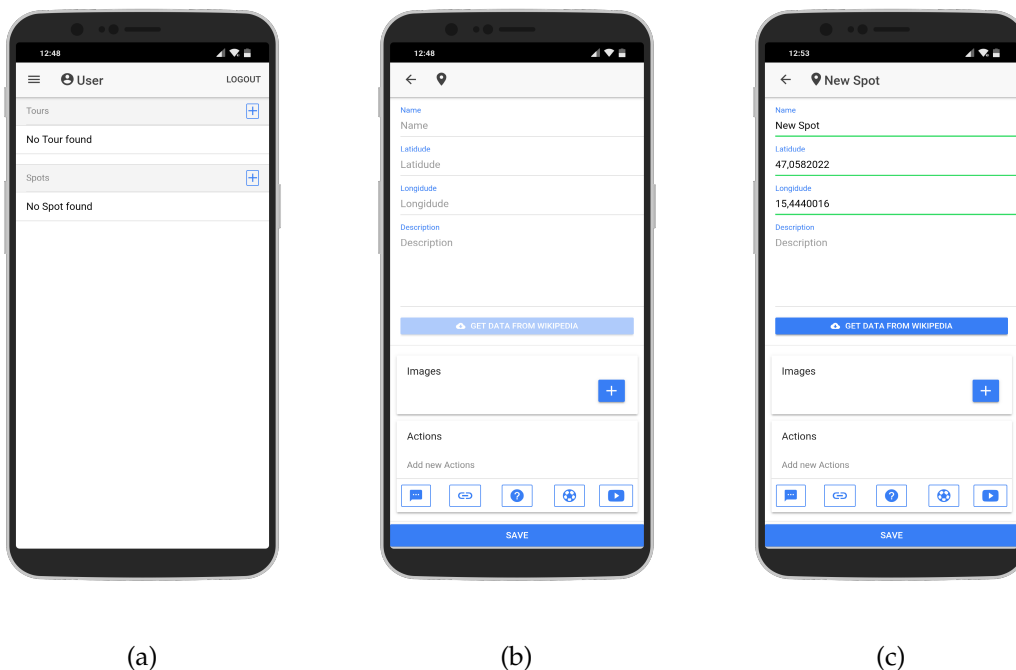 12:48
User LOGOUT
Tours
No Tour found
Spots
No Spot found
(a)
12:48
Name
Name
Latidude
Latidude
Longidude
Longidude
Description
Description
GET DATA FROM WIKIPEDIA
Images
Actions
Add new Actions
SAVE
(b)
12:53
New Spot
Name
New Spot
Latidude
47,0582022
Longidude
15,4440016
Description
Description
GET DATA FROM WIKIPEDIA
Images
Actions
Add new Actions
SAVE
(c)